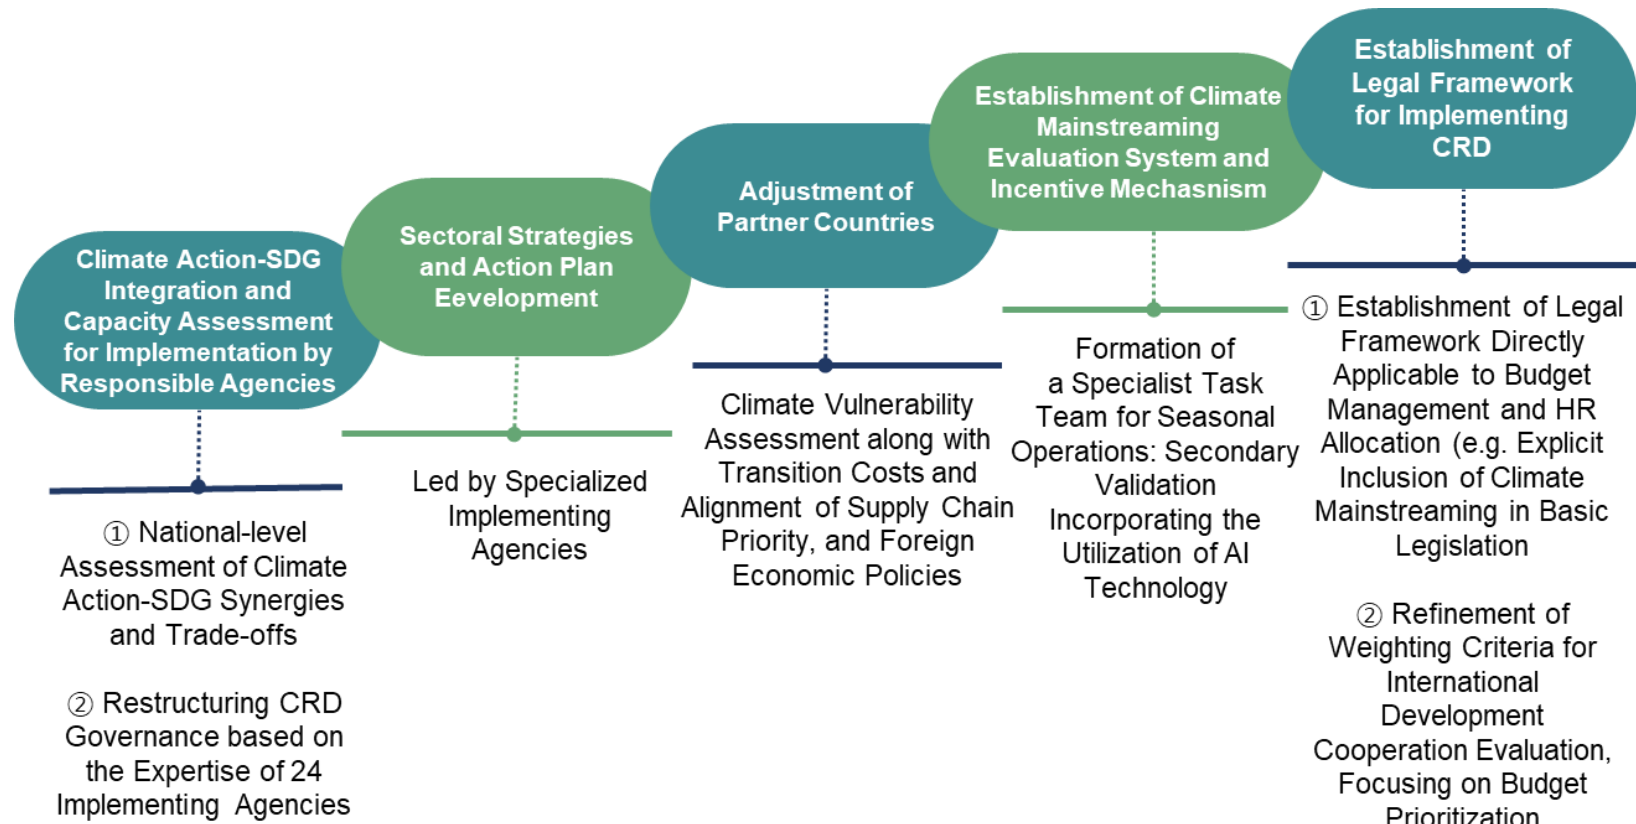 Climate Action-SDG
Integration and
Capacity Assessment
for Implementation by
Responsible Agencies
① National-level
Assessment of Climate
Action-SDG Synergies
and Trade-offs
② Restructuring CRD
Governance based on
the Expertise of 24
Implementing Agencies
Sectoral Strategies
and Action Plan
Eevelopment
Led by Specialized
Implementing
Agencies
Adjustment of
Partner Countries
Climate Vulnerability
Assessment along with
Transition Costs and
Alignment of Supply Chain
Priority, and Foreign
Economic Policies
Establishment of Climate
Mainstreaming
Evaluation System and
Incentive Mechasnism
Formation of
a Specialist Task
Team for Seasonal
Operations: Secondary
Validation
Incorporating the
Utilization of AI
Technology
Establishment of
Legal Framework
for Implementing
CRD
① Establishment of Legal
Framework Directly
Applicable to Budget
Management and HR
Allocation (e.g. Explicit
Inclusion of Climate
Mainstreaming in Basic
Legislation
② Refinement of
Weighting Criteria for
International
Development
Cooperation Evaluation,
Focusing on Budget
Prioritization